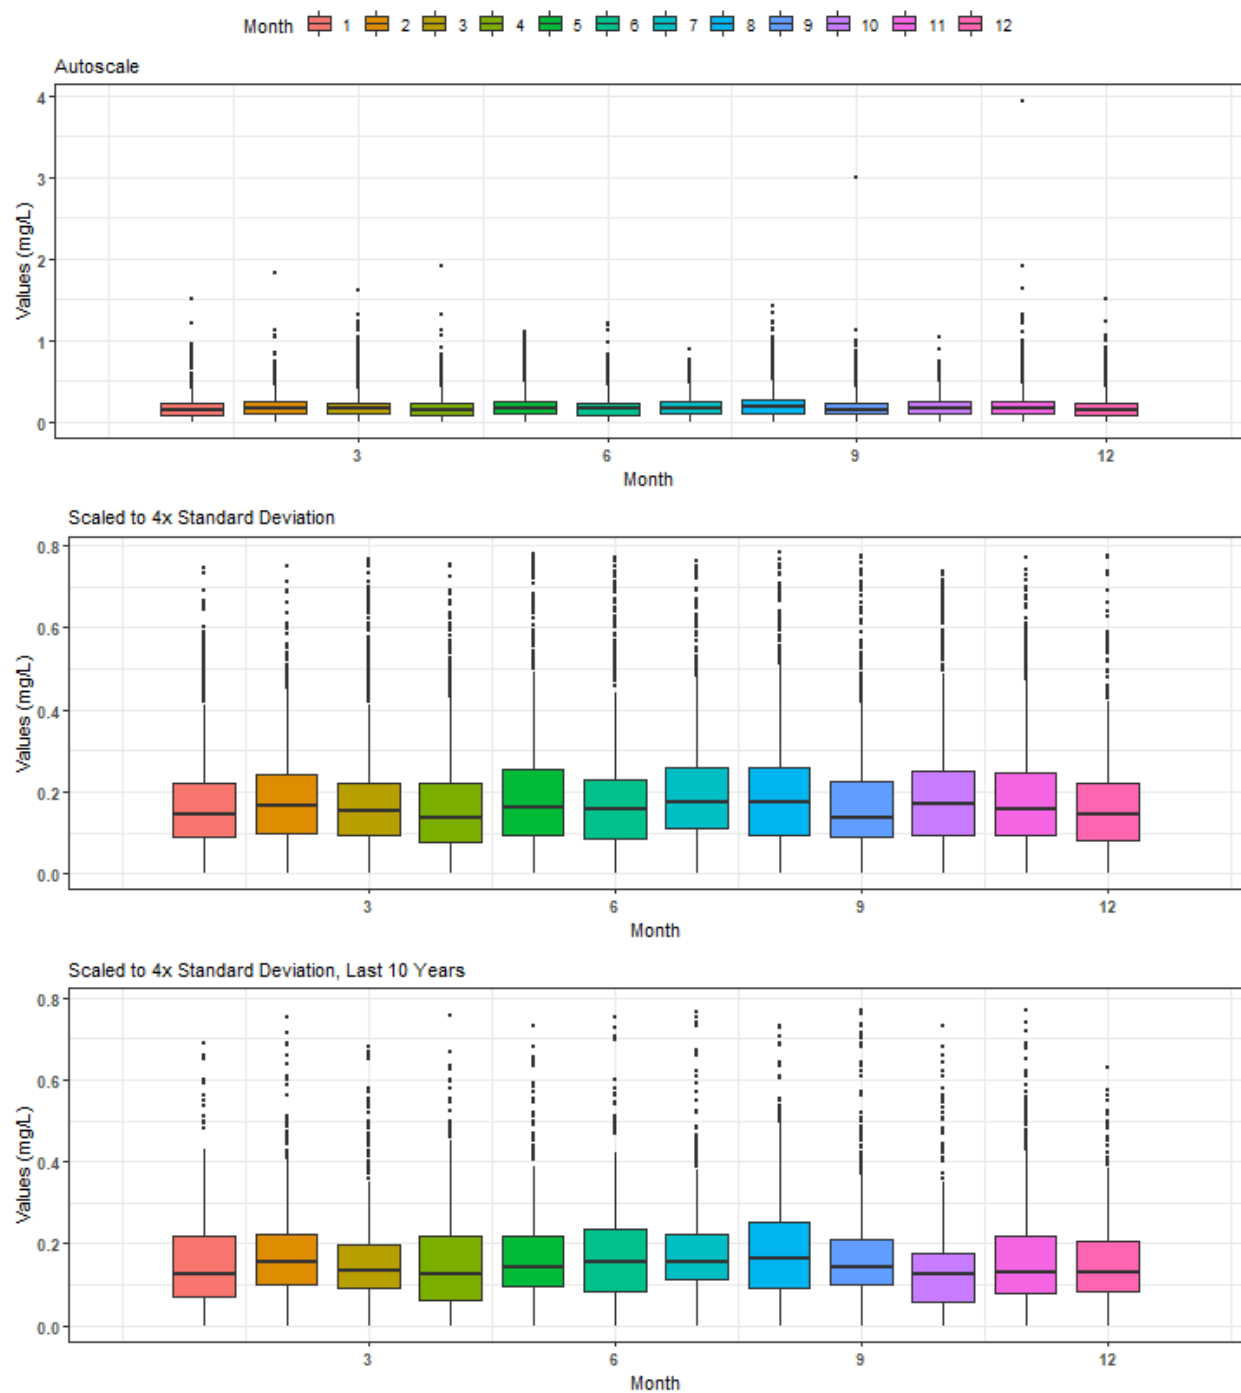 Month 1 2 3 4 5 6 7 8 9 10 11 12
Autoscale
Values (mg/L)
4
3
2
1
0
3 6 9 12
Month
Scaled to 4x Standard Deviation
Values (mg/L)
0.8
0.6
0.4
0.2
0.0
3 6 9 12
Month
Scaled to 4x Standard Deviation, Last 10 Years
Values (mg/L)
0.8
0.6
0.4
0.2
0.0
3 6 9 12
Month